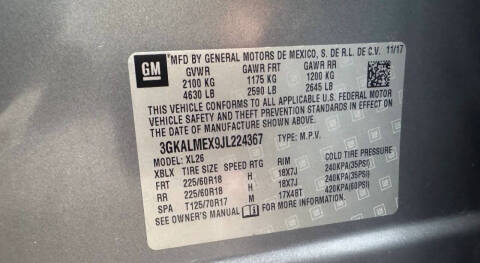 GM
MFD BY GENERAL MOTORS DE MEXICO, S. DE R.L. DE C.V. 11/17
GVWR GAWR FRT GAWR RR
2100 KG 1175 KG 1200 KG
4630 LB 2590 LB 2645 LB
THIS VEHICLE CONFORMS TO ALL APPLICABLE U.S. FEDERAL MOTOR
VEHICLE SAFETY AND THEFT PREVENTION STANDARDS IN EFFECT ON
THE DATE OF MANUFACTURE SHOWN ABOVE.
3GKALMEX9JL224367 TYPE: M.P.V.
MODEL: XL26
XBLX TIRE SIZE SPEED RTG RIM COLD TIRE PRESSURE
FRT 225/60R18 H 18X7J 240KPA(35PSI)
RR 225/60R18 H 18X7J 240KPA(35PSI)
SPA T125/70R17 M 17X4BT 420KPA(60PSI)
SEE OWNER'S MANUAL FOR MORE INFORMATION.